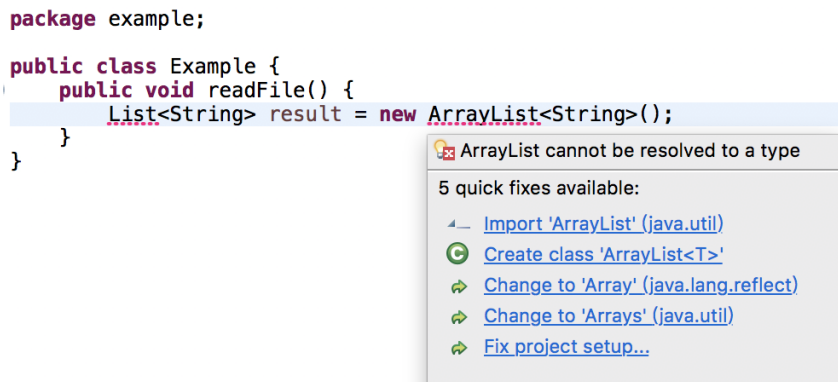 package example;
public class Example {
public void readFile() {
List<String> result = new ArrayList<String>();
}
}
ArrayList cannot be resolved to a type
5 quick fixes available:
Import 'ArrayList' (java.util)
Create class 'ArrayList<T>'
Change to 'Array' (java.lang.reflect)
Change to 'Arrays' (java.util)
Fix project setup...